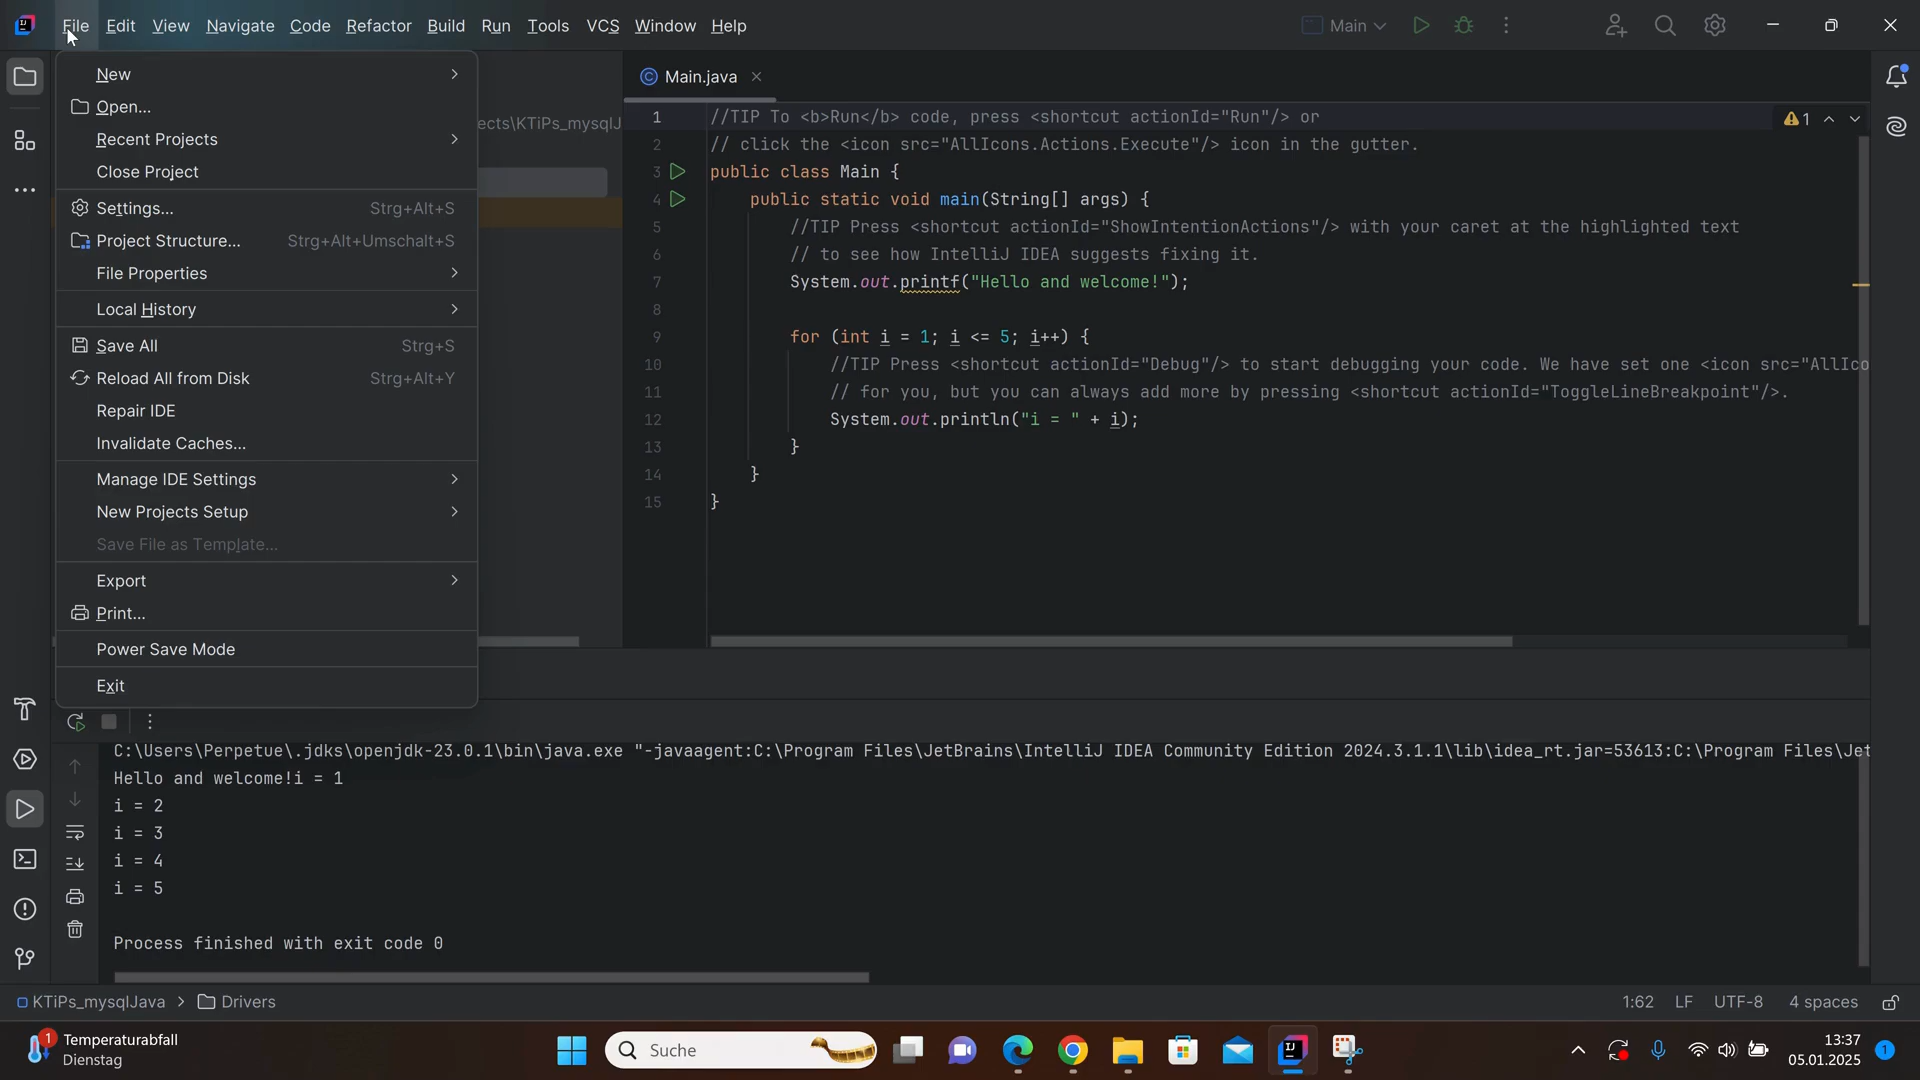 File Edit View Navigate Code Refactor Build Run Tools VCS Window Help
Main
New
Open...
Recent Projects
Close Project
Settings... Strg+Alt+S
Project Structure... Strg+Alt+Umschalt+S
File Properties
Local History
Save All Strg+S
Reload All from Disk Strg+Alt+Y
Repair IDE
Invalidate Caches...
Manage IDE Settings
New Projects Setup
Save File as Template...
Export
Print...
Power Save Mode
Exit
ects\KTiPs_mysqlJ
Main.java
1
1 //TIP To <b>Run</b> code, press <shortcut actionId="Run"/> or
2 // click the <icon src="AllIcons.Actions.Execute"/> icon in the gutter.
3 public class Main {
4 public static void main(String[] args) {
5 //TIP Press <shortcut actionId="ShowIntentionActions"/> with your caret at the highlighted text
6 // to see how IntelliJ IDEA suggests fixing it.
7 System.out.printf("Hello and welcome!");
8
9 for (int i = 1; i <= 5; i++) {
10 //TIP Press <shortcut actionId="Debug"/> to start debugging your code. We have set one <icon src="AllIco
11 // for you, but you can always add more by pressing <shortcut actionId="ToggleLineBreakpoint"/>.
12 System.out.println("i = " + i);
13 }
14 }
15 }
C:\Users\Perpetue\.jdks\openjdk-23.0.1\bin\java.exe "-javaagent:C:\Program Files\JetBrains\IntelliJ IDEA Community Edition 2024.3.1.1\lib\idea_rt.jar=53613:C:\Program Files\Jet
Hello and welcome!i = 1
i = 2
i = 3
i = 4
i = 5
Process finished with exit code 0
KTiPs_mysqlJava Drivers
1:62 LF UTF-8 4 spaces
1
Temperaturabfall
Dienstag
Suche
13:37
05.01.2025
1